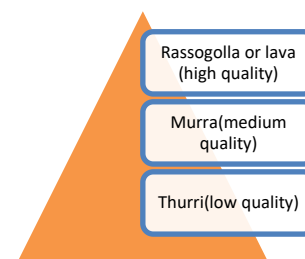 Rassogolla or lava
(high quality)
Murra(medium
quality)
Thurri(low quality)